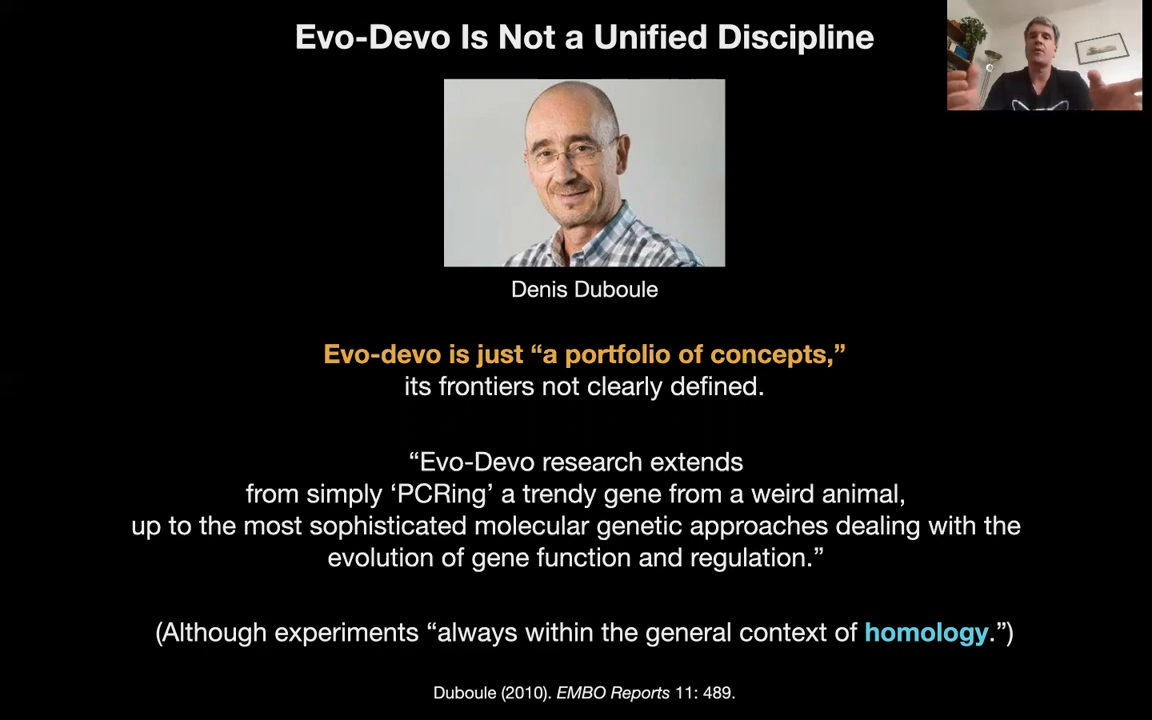 Evo-Devo Is Not a Unified Discipline
Denis Duboule
Evo-devo is just “a portfolio of concepts,”
its frontiers not clearly defined.
“Evo-Devo research extends
from simply ‘PCRing’ a trendy gene from a weird animal,
up to the most sophisticated molecular genetic approaches dealing with the
evolution of gene function and regulation.”
(Although experiments “always within the general context of homology.”)
Duboule (2010). EMBO Reports 11: 489.